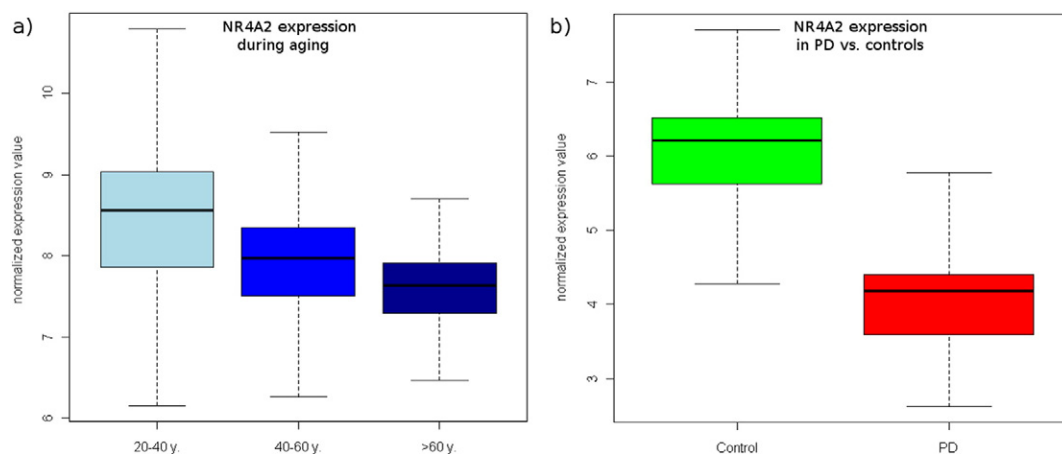 a)
NR4A2 expression
during aging
normalized expression value
10
9
8
7
6
20-40 y.
40-60 y.
>60 y.
b)
NR4A2 expression
in PD vs. controls
normalized expression value
7
6
5
4
3
Control
PD